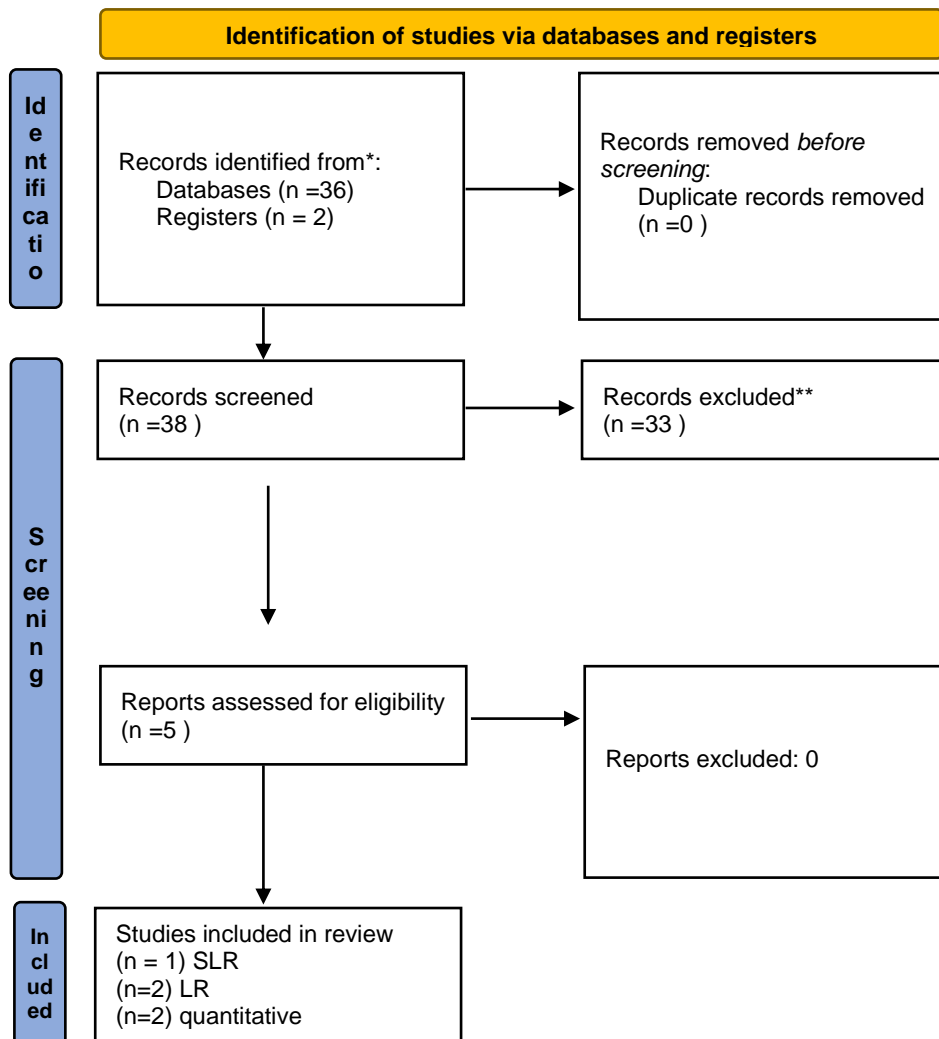 Identification of studies via databases and registers
Id
e
nt
ifi
ca
ti
o
Records identified from*:
Databases (n =36)
Registers (n = 2)
Records removed before
screening:
Duplicate records removed
(n =0 )
S
cr
ee
ni
n
g
Records screened
(n =38 )
Records excluded**
(n =33 )
Reports assessed for eligibility
(n =5 )
Reports excluded: 0
In
cl
ud
ed
Studies included in review
(n = 1) SLR
(n=2) LR
(n=2) quantitative